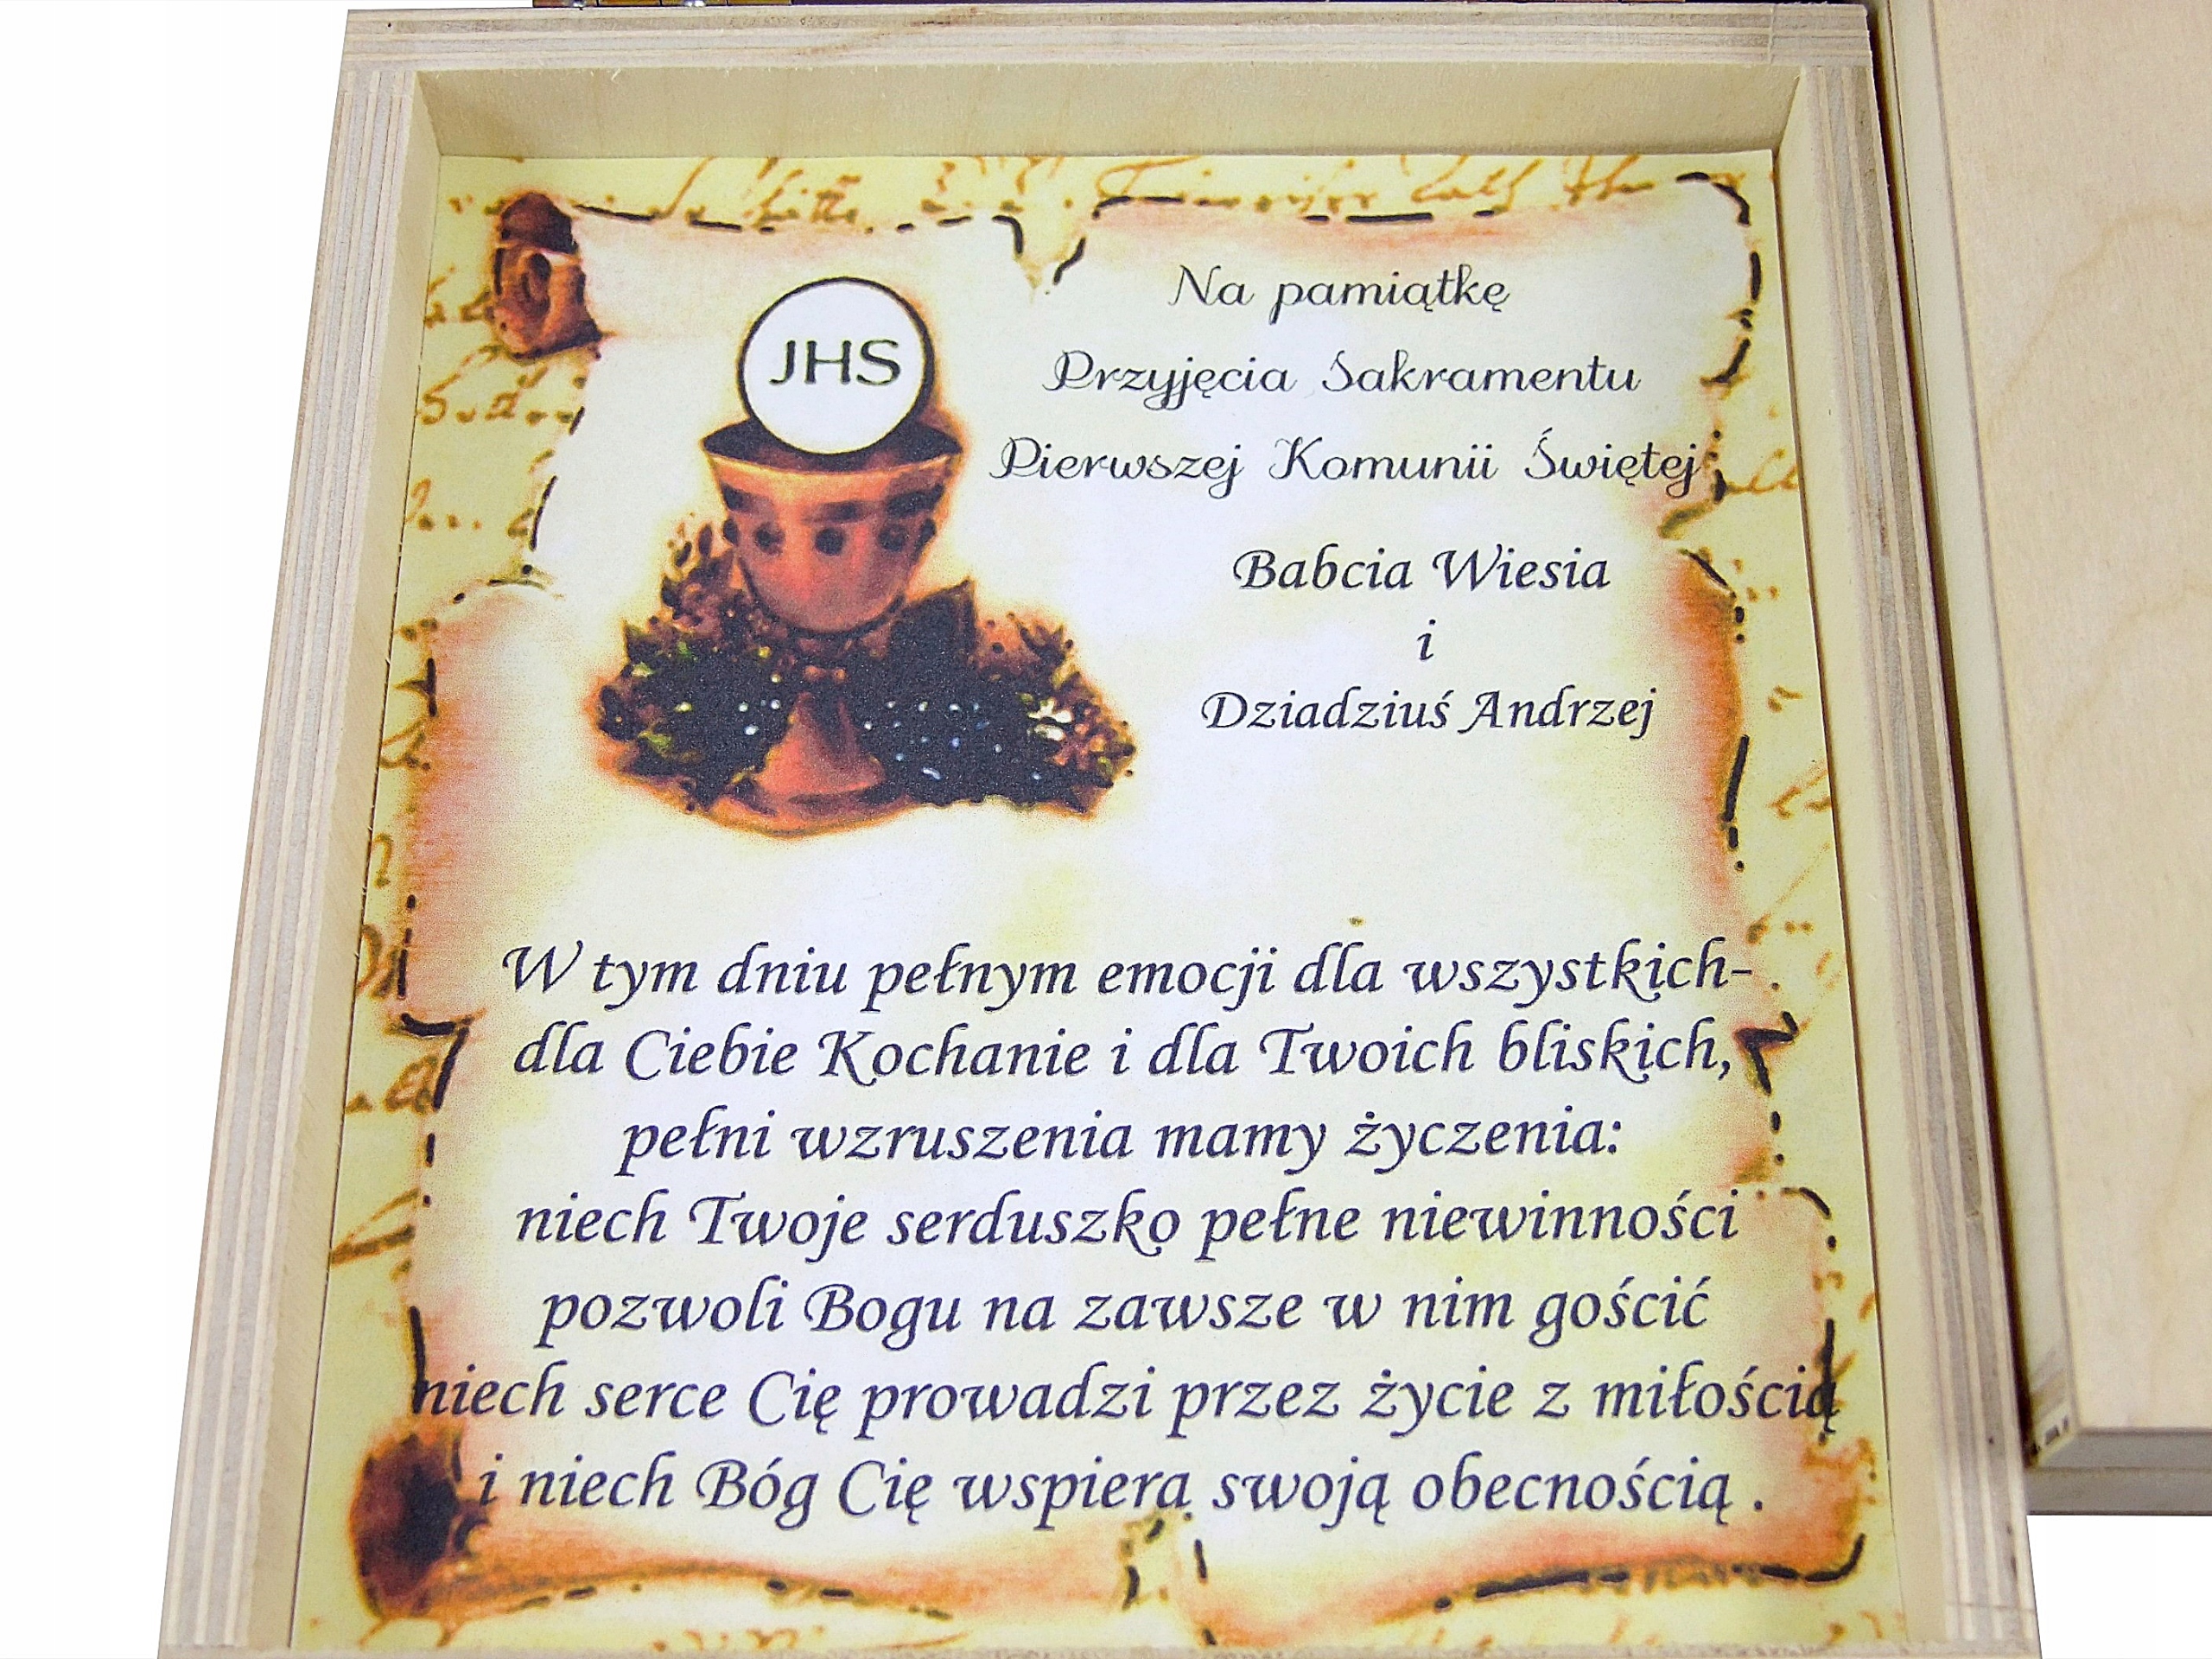 JHS
Na pamiątkę
Przyjęcia Sakramentu
Pierwszej Komunii Świętej
Babcia Wiesia
i
Dziadziuś Andrzej
W tym dniu pełnym emocji dla wszystkich-
dla Ciebie Kochanie i dla Twoich bliskich,
pełni wzruszenia mamy życzenia:
niech Twoje serduszko pełne niewinności
pozwoli Bogu na zawsze w nim gościć
niech serce Cię prowadzi przez życie z miłością
i niech Bóg Cię wspiera swoją obecnością .